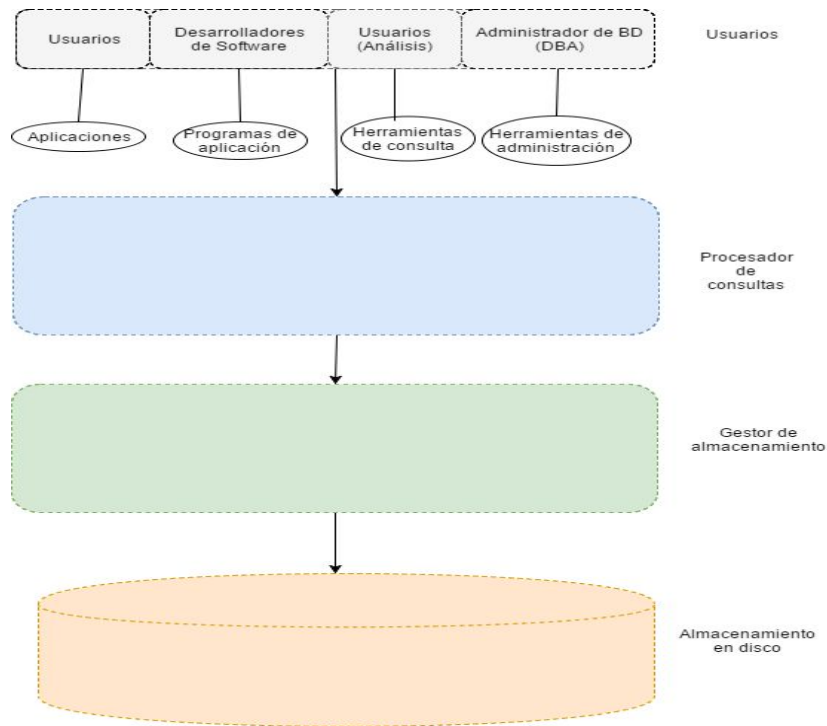 Usuarios
Desarrolladores
de Software
Usuarios
(Análisis)
Administrador de BD
(DBA)
Usuarios
Aplicaciones
Programas de
aplicación
Herramientas
de consulta
Herramientas de
administración
Procesador
de
consultas
Gestor de
almacenamiento
Almacenamiento
en disco